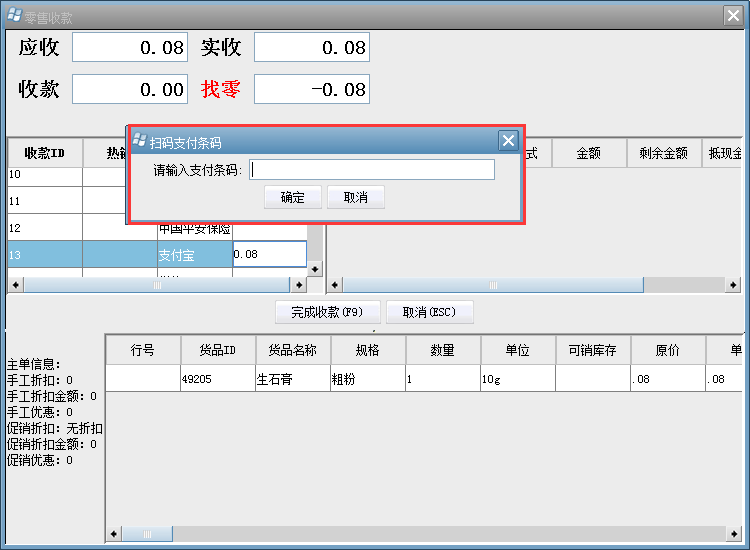 零售收款
应收 0.08 实收 0.08
收款 0.00 找零 -0.08
扫码支付条码
请输入支付条码:
确定 取消
收款ID 热销 式 金额 剩余金额 抵现金
10
11
12 中国平安保险
13 支付宝 0.08
完成收款(F9) 取消(ESC)
行号 货品ID 货品名称 规格 数量 单位 可销库存 原价 单
49205 生石膏 粗粉 1 10g .08 .08
主单信息:
手工折扣: 0
手工折扣金额: 0
手工优惠: 0
促销折扣: 无折扣
促销折扣金额: 0
促销优惠: 0